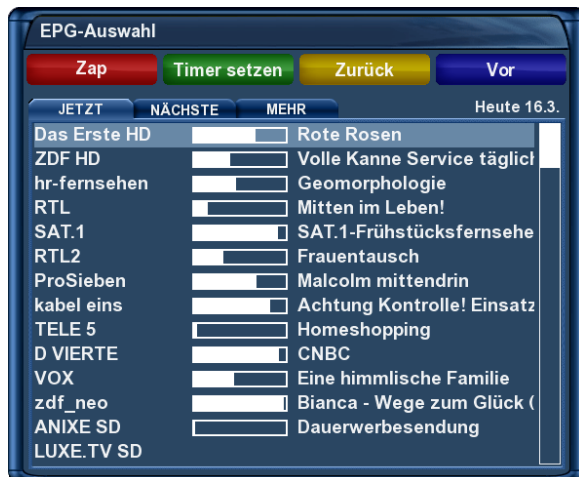 EPG-Auswahl
Zap Timer setzen Zurück Vor
JETZT NÄCHSTE MEHR Heute 16.3.
Das Erste HD Rote Rosen
ZDF HD Volle Kanne Service täglich
hr-fernsehen Geomorphologie
RTL Mitten im Leben!
SAT.1 SAT.1-Frühstücksfernsehe
RTL2 Frauentausch
ProSieben Malcolm mittendrin
kabel eins Achtung Kontrolle! Einsatz
TELE 5 Homeshopping
D VIERTE CNBC
VOX Eine himmlische Familie
zdf_neo Bianca - Wege zum Glück (
ANIXE SD Dauerwerbesendung
LUXE.TV SD